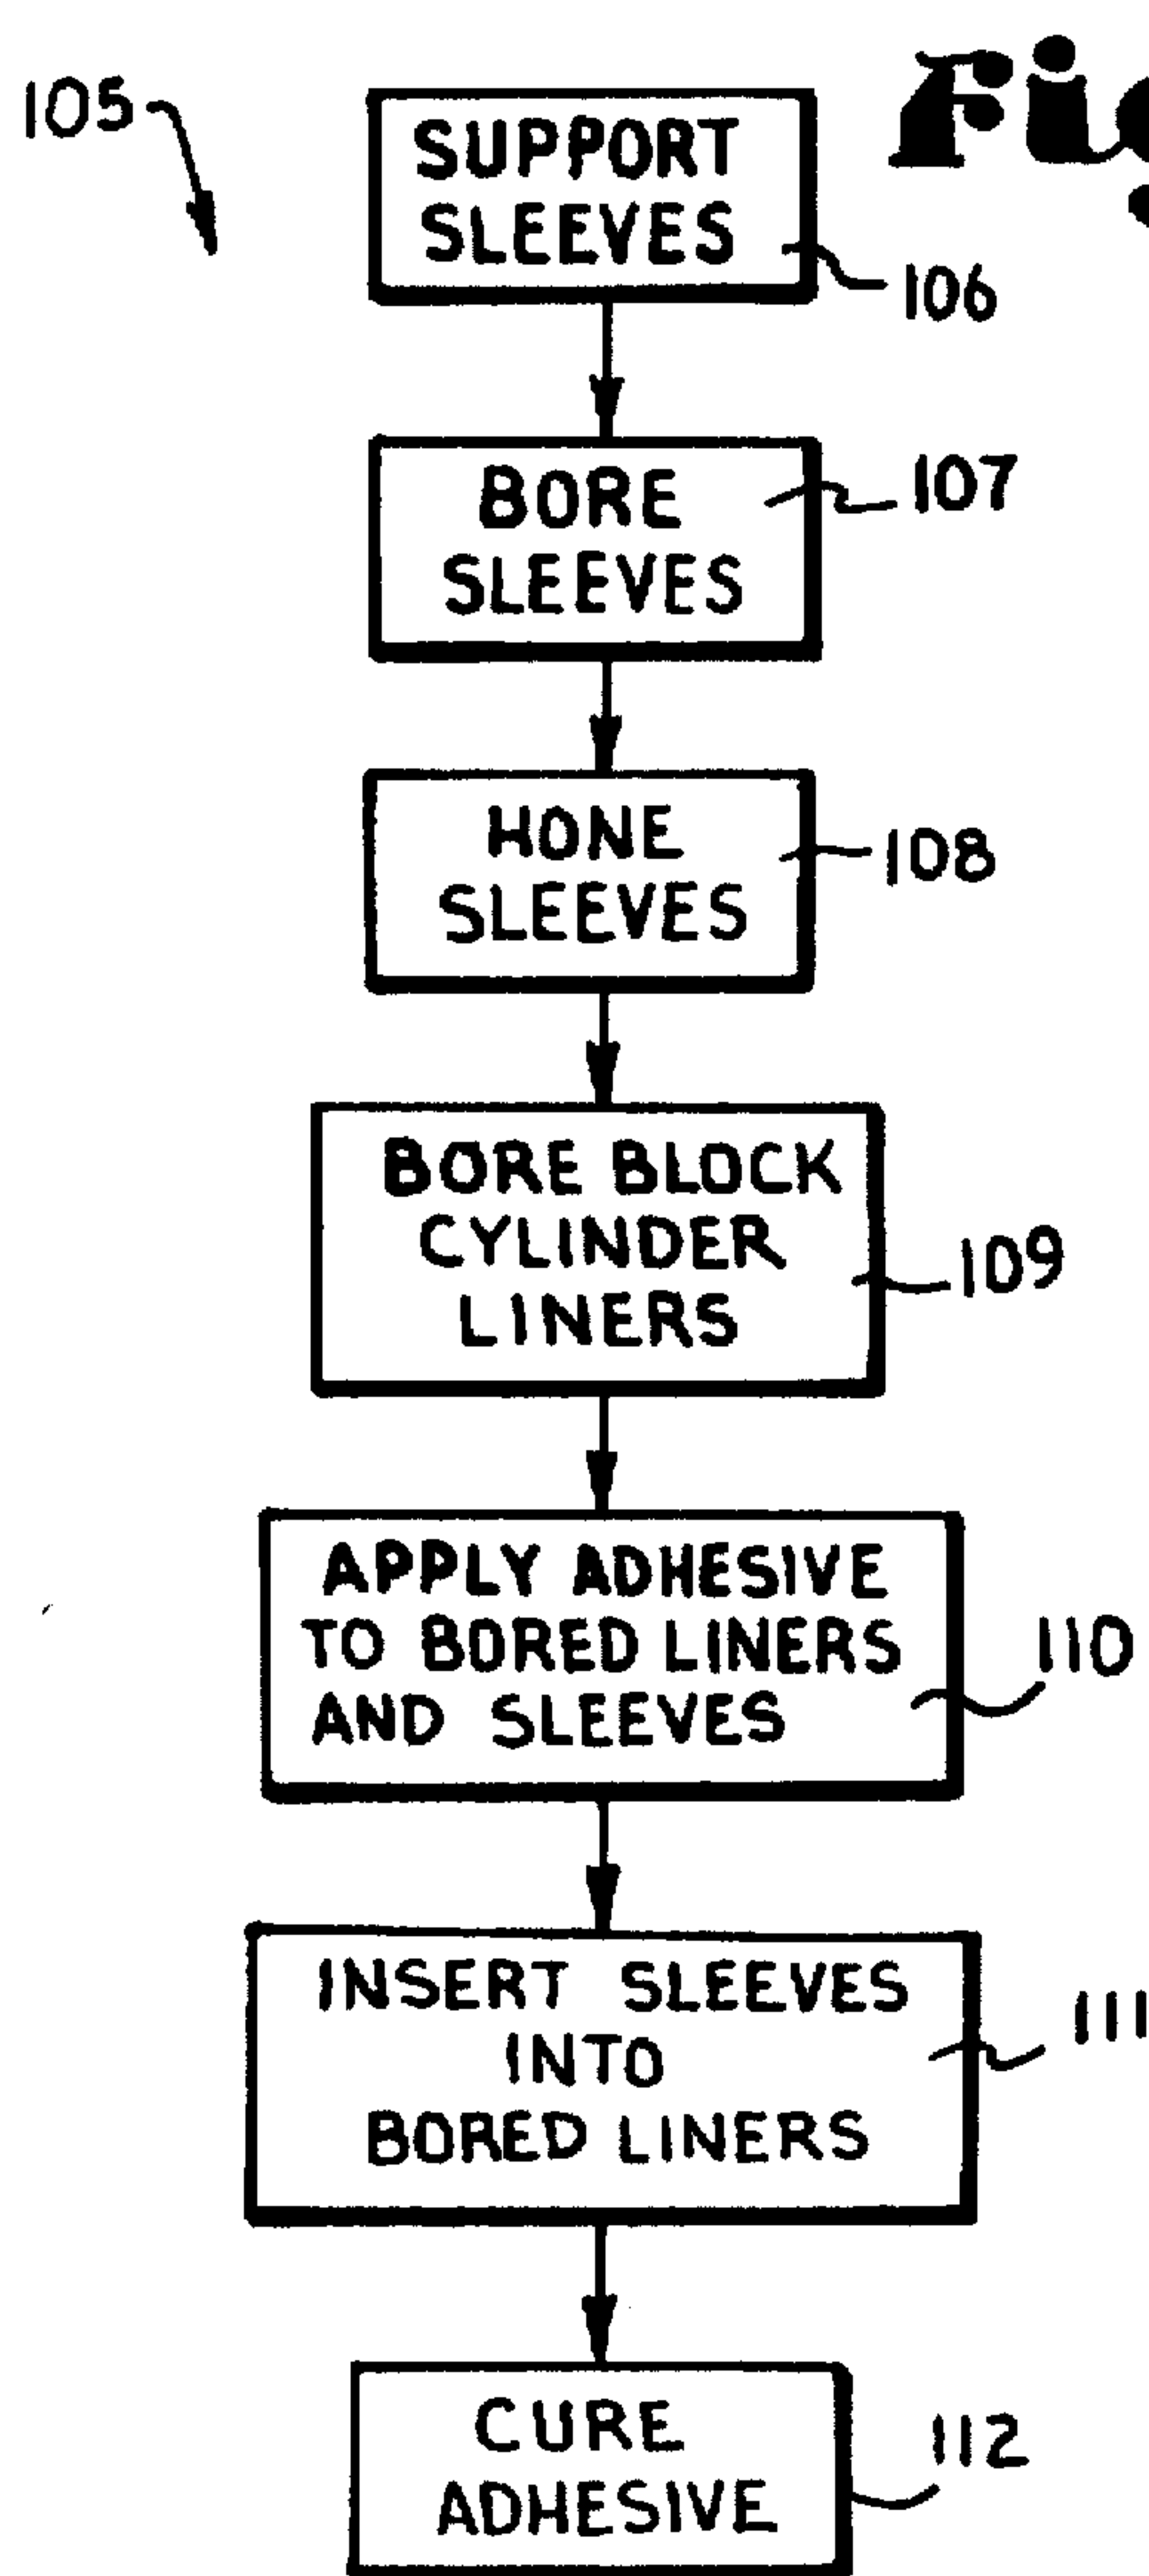 105
SUPPORT
SLEEVES
106
BORE
SLEEVES
107
HONE
SLEEVES
108
BORE BLOCK
CYLINDER
LINERS
109
APPLY ADHESIVE
TO BORED LINERS
AND SLEEVES
110
INSERT SLEEVES
INTO
BORED LINERS
111
CURE
ADHESIVE
112